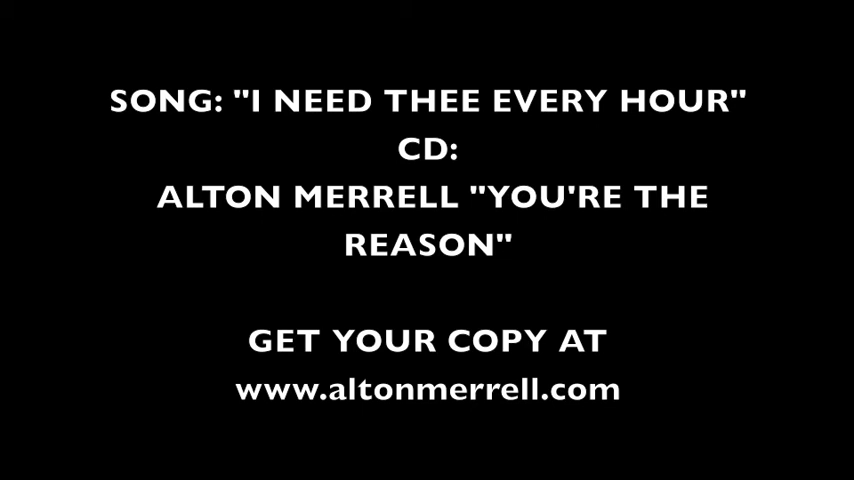 SONG: "I NEED THEE EVERY HOUR"
CD:
ALTON MERRELL "YOU'RE THE
REASON"
GET YOUR COPY AT
www.altonmerrell.com